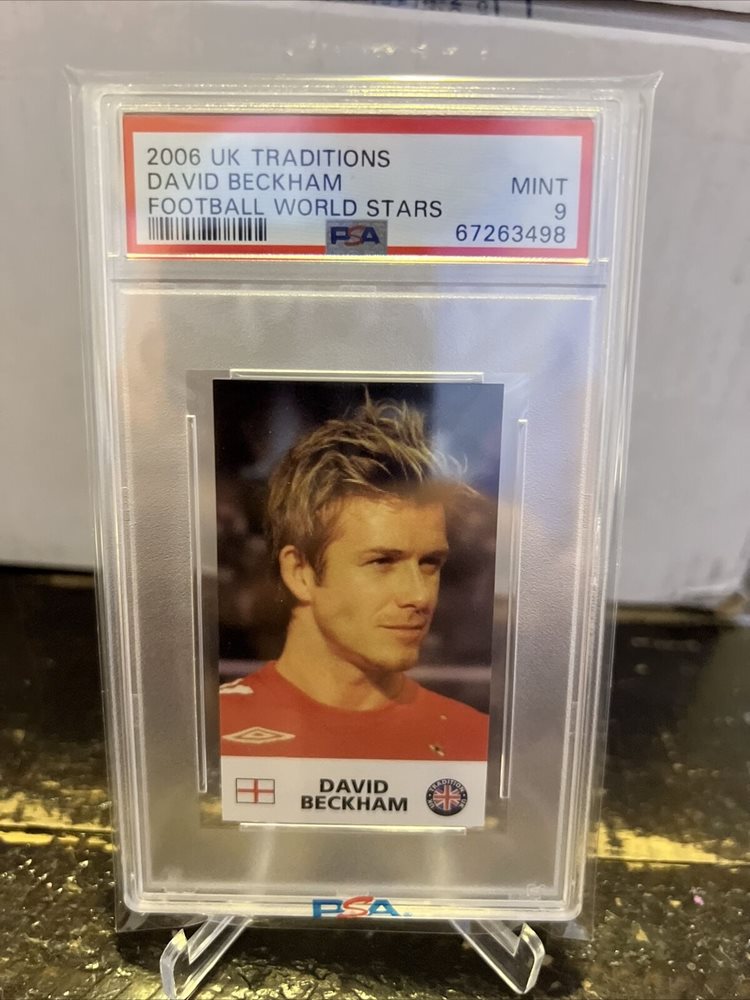 2006 UK TRADITIONS
DAVID BECKHAM MINT
FOOTBALL WORLD STARS 9
PSA 67263498
DAVID
BECKHAM
PSA